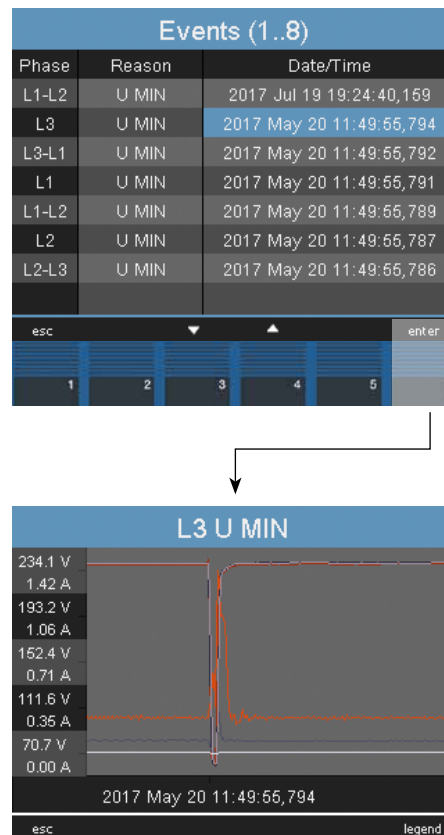 Events (1..8)
Phase Reason Date/Time
L1-L2 U MIN 2017 Jul 19 19:24:40,159
L3 U MIN 2017 May 20 11:49:55,794
L3-L1 U MIN 2017 May 20 11:49:55,792
L1 U MIN 2017 May 20 11:49:55,791
L1-L2 U MIN 2017 May 20 11:49:55,789
L2 U MIN 2017 May 20 11:49:55,787
L2-L3 U MIN 2017 May 20 11:49:55,786
esc enter
1 2 3 4 5
L3 U MIN
234.1 V
1.42 A
193.2 V
1.06 A
152.4 V
0.71 A
111.6 V
0.35 A
70.7 V
0.00 A
2017 May 20 11:49:55,794
esc legend